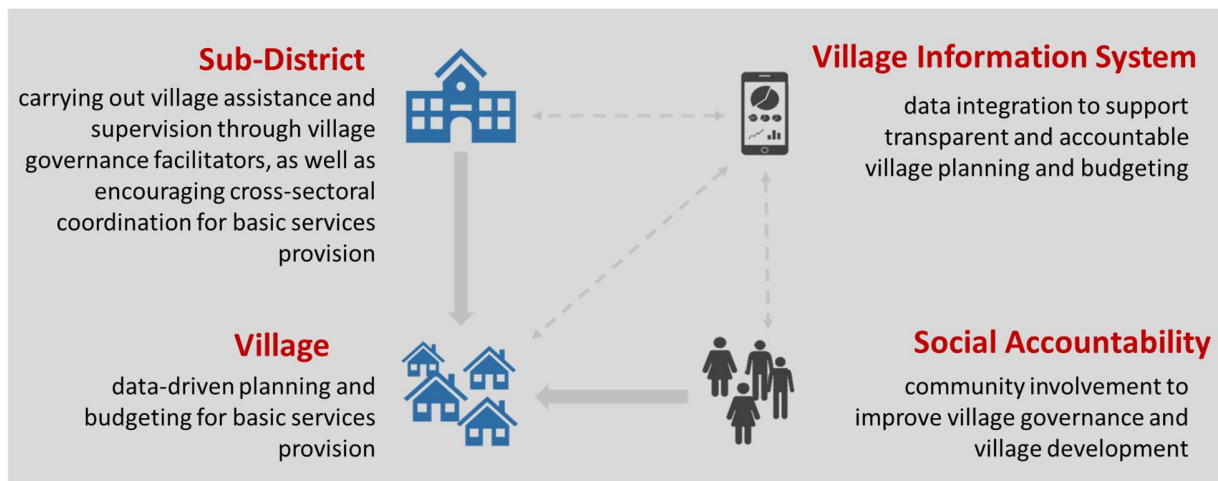 Sub-District
carrying out village assistance and
supervision through village
governance facilitators, as well as
encouraging cross-sectoral
coordination for basic services
provision
Village Information System
data integration to support
transparent and accountable
village planning and budgeting
Village
data-driven planning and
budgeting for basic services
provision
Social Accountability
community involvement to
improve village governance and
village development